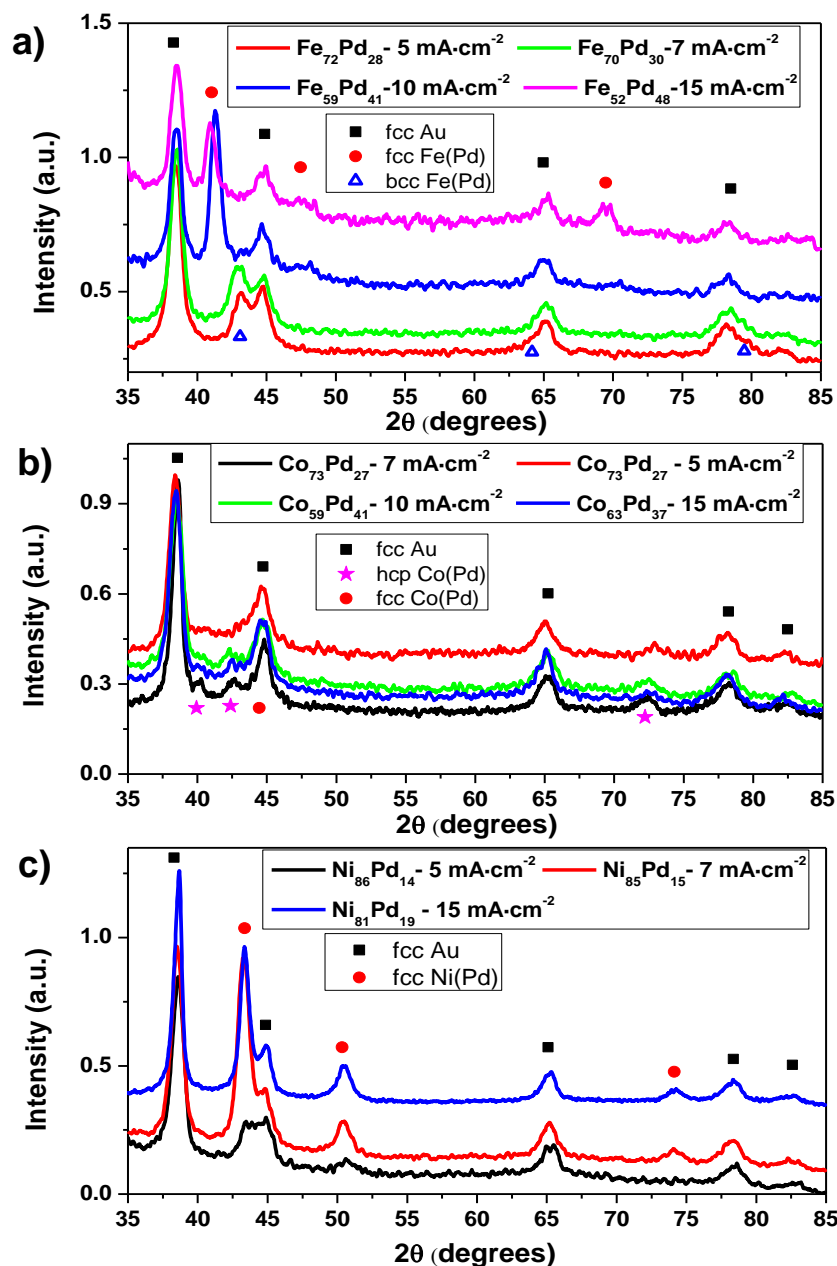 a)
1.5
1.0
0.5
Intensity (a.u.)
Fe₇₂Pd₂₈- 5 mA·cm⁻² Fe₇₀Pd₃₀-7 mA·cm⁻²
Fe₅₉Pd₄₁-10 mA·cm⁻² Fe₅₂Pd₄₈-15 mA·cm⁻²
fcc Au
fcc Fe(Pd)
bcc Fe(Pd)
35 40 45 50 55 60 65 70 75 80 85
2θ (degrees)
b)
0.9
0.6
0.3
0.0
Intensity (a.u.)
Co₇₃Pd₂₇- 7 mA·cm⁻² Co₇₃Pd₂₇ - 5 mA·cm⁻²
Co₅₉Pd₄₁- 10 mA·cm⁻² Co₆₃Pd₃₇- 15 mA·cm⁻²
fcc Au
hcp Co(Pd)
fcc Co(Pd)
35 40 45 50 55 60 65 70 75 80 85
2θ (degrees)
c)
1.0
0.5
0.0
Intensity (a.u.)
Ni₈₆Pd₁₄- 5 mA·cm⁻² Ni₈₅Pd₁₅- 7 mA·cm⁻²
Ni₈₁Pd₁₉ - 15 mA·cm⁻²
fcc Au
fcc Ni(Pd)
35 40 45 50 55 60 65 70 75 80 85
2θ (degrees)